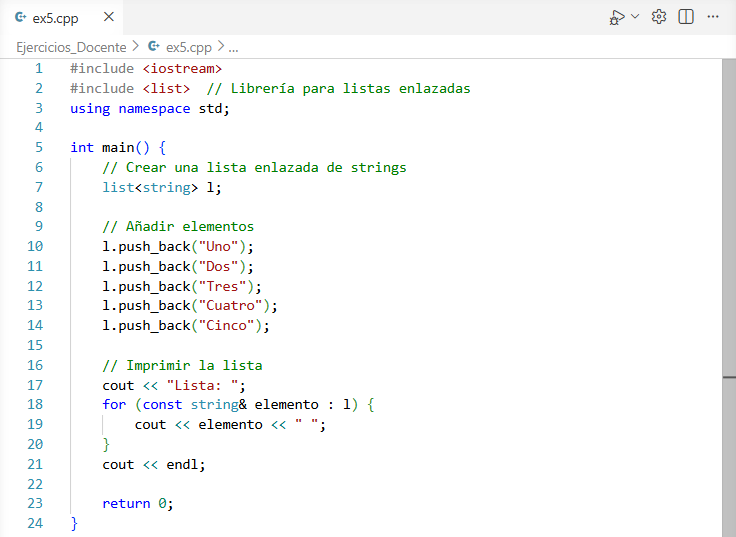 ex5.cpp
Ejercicios_Docente > ex5.cpp > ...
1 #include <iostream>
2 #include <list>  // Librería para listas enlazadas
3 using namespace std;
4
5 int main() {
6     // Crear una lista enlazada de strings
7     list<string> l;
8
9     // Añadir elementos
10     l.push_back("Uno");
11     l.push_back("Dos");
12     l.push_back("Tres");
13     l.push_back("Cuatro");
14     l.push_back("Cinco");
15
16     // Imprimir la lista
17     cout << "Lista: ";
18     for (const string& elemento : l) {
19         cout << elemento << " ";
20     }
21     cout << endl;
22
23     return 0;
24 }